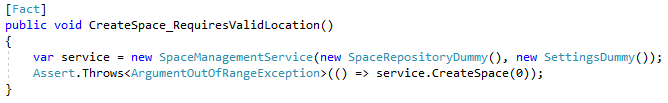 [Fact]
public void CreateSpace_RequiresValidLocation()
{
    var service = new SpaceManagementService(new SpaceRepositoryDummy(), new SettingsDummy());
    Assert.Throws<ArgumentOutOfRangeException>(() => service.CreateSpace(0));
}